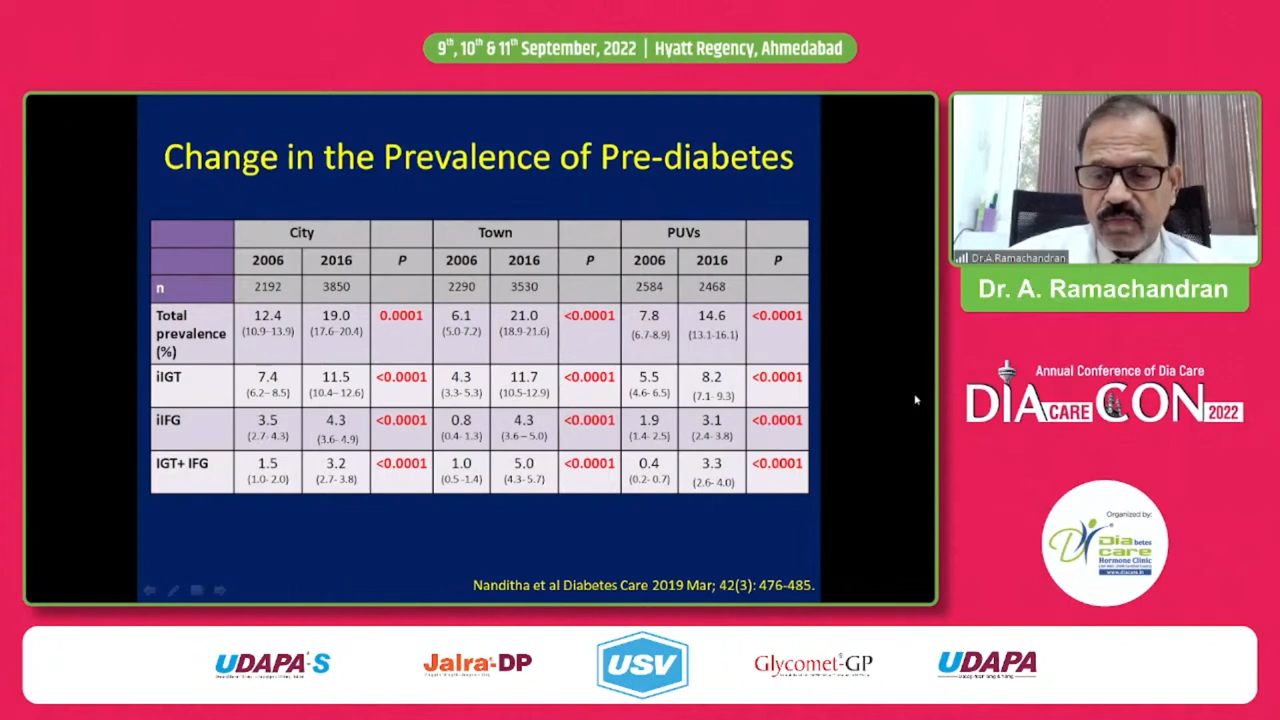 9th, 10th & 11th September, 2022 | Hyatt Regency, Ahmedabad
Change in the Prevalence of Pre-diabetes
City Town PUVs
2006 2016 P 2006 2016 P 2006 2016 P
n 2192 3850 2290 3530 2584 2468
Total prevalence (%) 12.4 19.0 0.0001 6.1 21.0 <0.0001 7.8 14.6 <0.0001
(10.9–13.9) (17.6–20.4) (5.0-7.2) (18.9-21.6) (6.7-8.9) (13.1-16.1)
iIGT 7.4 11.5 <0.0001 4.3 11.7 <0.0001 5.5 8.2 <0.0001
(6.2– 8.5) (10.4– 12.6) (3.3– 5.3) (10.5-12.9) (4.6- 6.5) (7.1- 9.3)
iIFG 3.5 4.3 <0.0001 0.8 4.3 <0.0001 1.9 3.1 <0.0001
(2.7- 4.3) (3.6- 4.9) (0.4- 1.3) (3.6 – 5.0) (1.4- 2.5) (2.4- 3.8)
IGT+ IFG 1.5 3.2 <0.0001 1.0 5.0 <0.0001 0.4 3.3 <0.0001
(1.0- 2.0) (2.7- 3.8) (0.5 -1.4) (4.3- 5.7) (0.2- 0.7) (2.6- 4.0)
Nanditha et al Diabetes Care 2019 Mar; 42(3): 476-485.
Dr.A.Ramachandran
Dr. A. Ramachandran
Annual Conference of Dia Care
DIA CARE CON 2022
Organized by:
Diabetes
care
Hormone Clinic
www.diacare.in
UDAPA-S
Jalra-DP
USV
Glycomet®-GP
UDAPA